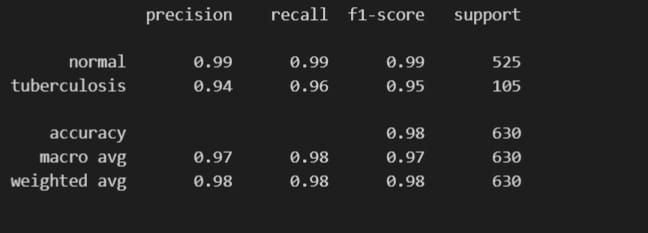 precision recall f1-score support
normal 0.99 0.99 0.99 525
tuberculosis 0.94 0.96 0.95 105
accuracy 0.98 630
macro avg 0.97 0.98 0.97 630
weighted avg 0.98 0.98 0.98 630